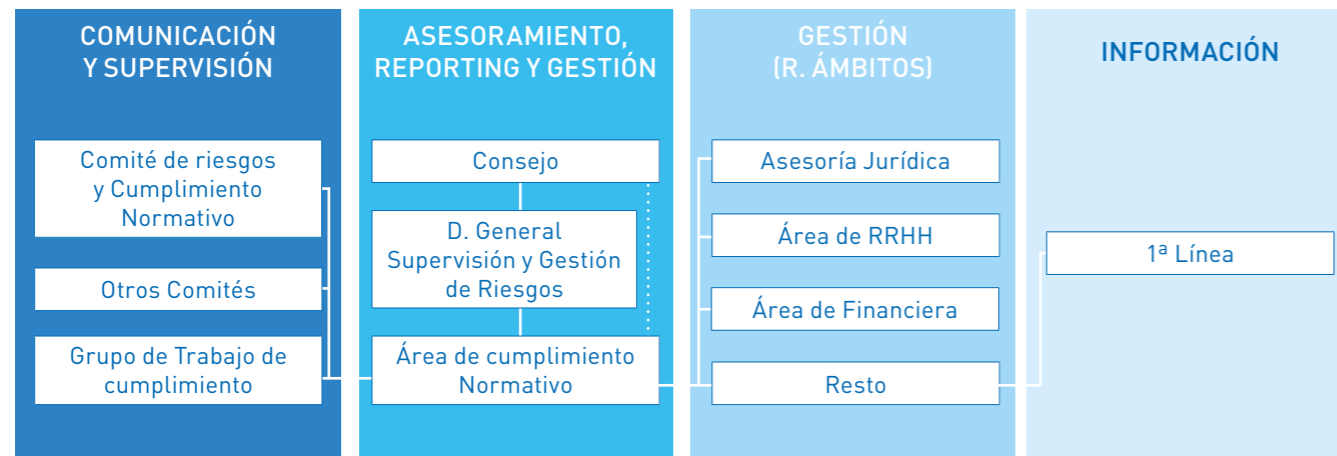 COMUNICACIÓN
Y SUPERVISIÓN
Comité de riesgos
y Cumplimiento
Normativo
Otros Comités
Grupo de Trabajo de
cumplimiento
ASESORAMIENTO,
REPORTING Y GESTIÓN
Consejo
D. General
Supervisión y Gestión
de Riesgos
Área de cumplimiento
Normativo
GESTIÓN
(R. ÁMBITOS)
Asesoría Jurídica
Área de RRHH
Área de Financiera
Resto
INFORMACIÓN
1ª Línea